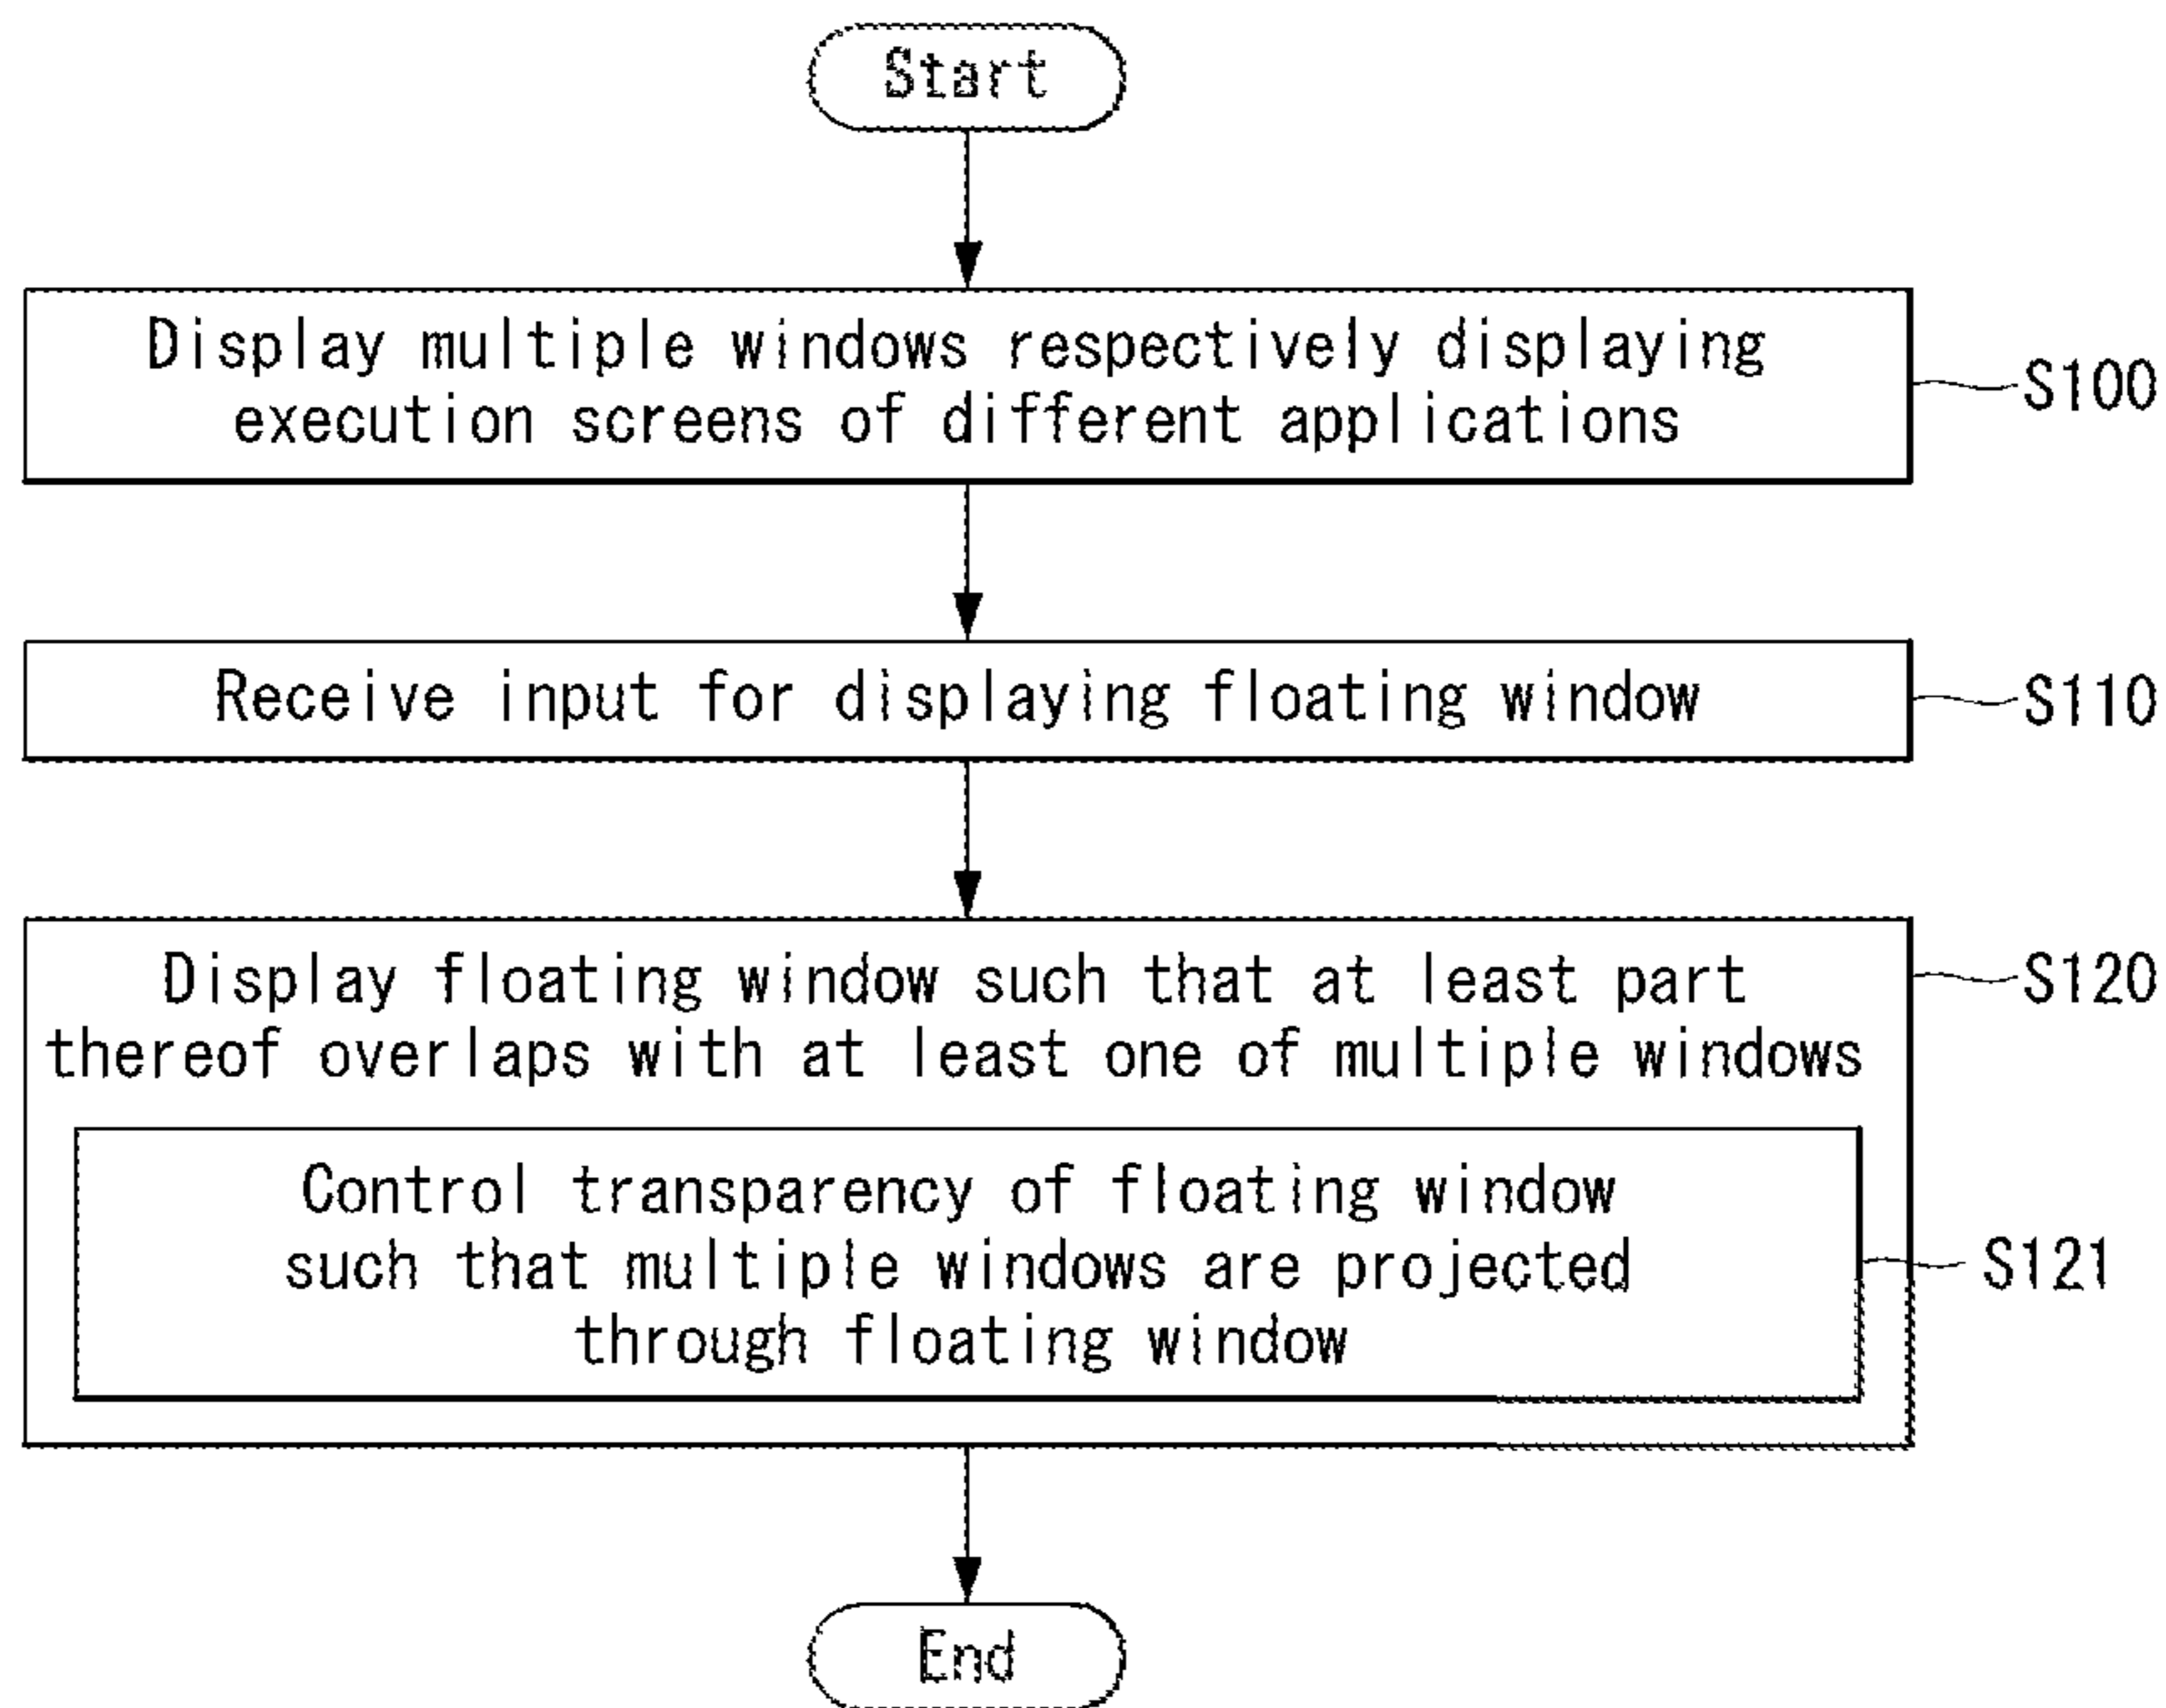 Start
Display multiple windows respectively displaying
execution screens of different applications
S100
Receive input for displaying floating window
S110
Display floating window such that at least part
thereof overlaps with at least one of multiple windows
S120
Control transparency of floating window
such that multiple windows are projected
through floating window
S121
End